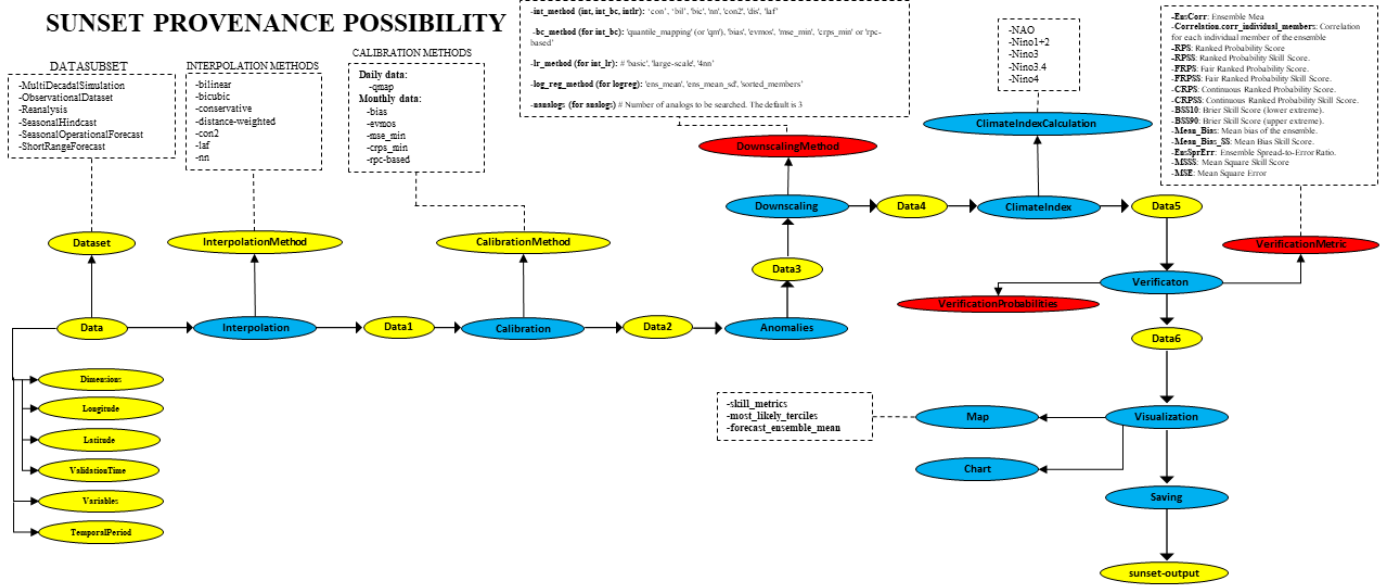 SUNSET PROVENANCE POSSIBILITY
DATASUBSET
-MultiDecadalSimulation
-ObservationalDataset
-Reanalysis
-SeasonalHindcast
-SeasonalOperationalForecast
-ShortRangeForecast
INTERPOLATION METHODS
-bilinear
-bicubic
-conservative
-distance-weighted
-con2
-laf
-nn
CALIBRATION METHODS
Daily data:
-qmap
Monthly data:
-bias
-evmos
-mse_min
-crps_min
-rpc-based
-int_method (int, int_bc, intlr): 'con', 'bil', 'bic', 'nn', 'con2', 'dis', 'laf'
-bc_method (for int_bc): 'quantile_mapping' (or 'qm'), 'bias', 'evmos', 'mse_min', 'crps_min' or 'rpc-
based'
-lr_method (for int_lr): # 'basic', 'large-scale', '4nn'
-log_reg_method (for logreg): 'ens_mean', 'ens_mean_sd', 'sorted_members'
-nanalogs (for analogs) # Number of analogs to be searched. The default is 3
-NAO
-Nino1+2
-Nino3
-Nino3.4
-Nino4
-EnsCorr: Ensemble Mea
-Correlation.corr_individual_members: Correlation
for each individual member of the ensemble
-RPS: Ranked Probability Score
-RPSS: Ranked Probability Skill Score.
-FRPS: Fair Ranked Probability Score.
-FRPSS: Fair Ranked Probability Skill Score.
-CRPS: Continuous Ranked Probability Score.
-CRPSS: Continuous Ranked Probability Skill Score.
-BSS10: Brier Skill Score (lower extreme).
-BSS90: Brier Skill Score (upper extreme).
-Mean_Bias: Mean bias of the ensemble.
-Mean_Bias_SS: Mean Bias Skill Score.
-EnsSprErr: Ensemble Spread-to-Error Ratio.
-MSSS: Mean Square Skill Score
-MSE: Mean Square Error
ClimateIndexCalculation
DownscalingMethod
Downscaling
Data4
ClimateIndex
Data5
Dataset
InterpolationMethod
CalibrationMethod
VerificationMetric
Data3
Verificaton
VerificationProbabilities
Data
Interpolation
Data1
Calibration
Data2
Anomalies
Data6
Dimensions
Longitude
Latitude
ValidationTime
Variables
TemporalPeriod
-skill_metrics
-most_likely_terciles
-forecast_ensemble_mean
Map
Visualization
Chart
Saving
sunset-output